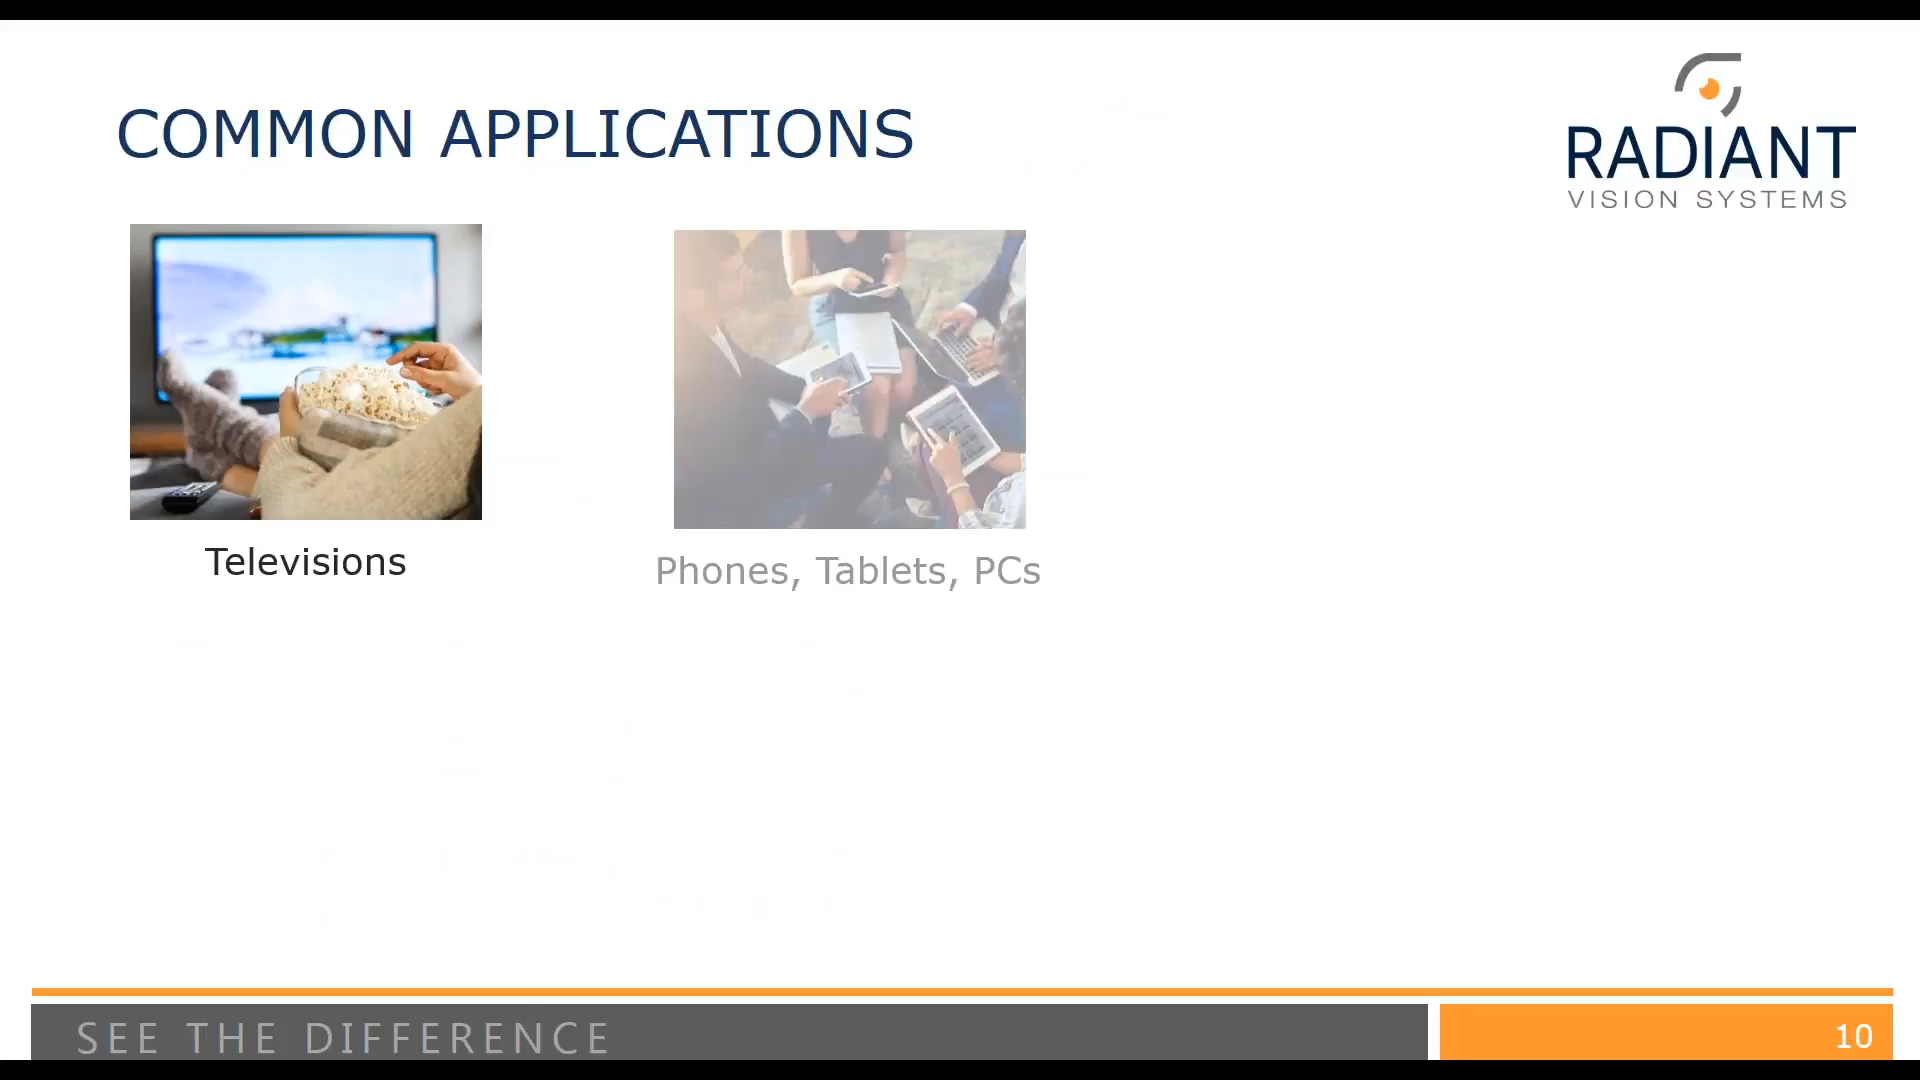 COMMON APPLICATIONS
RADIANT
VISION SYSTEMS
Televisions
Phones, Tablets, PCs
SEE THE DIFFERENCE
10